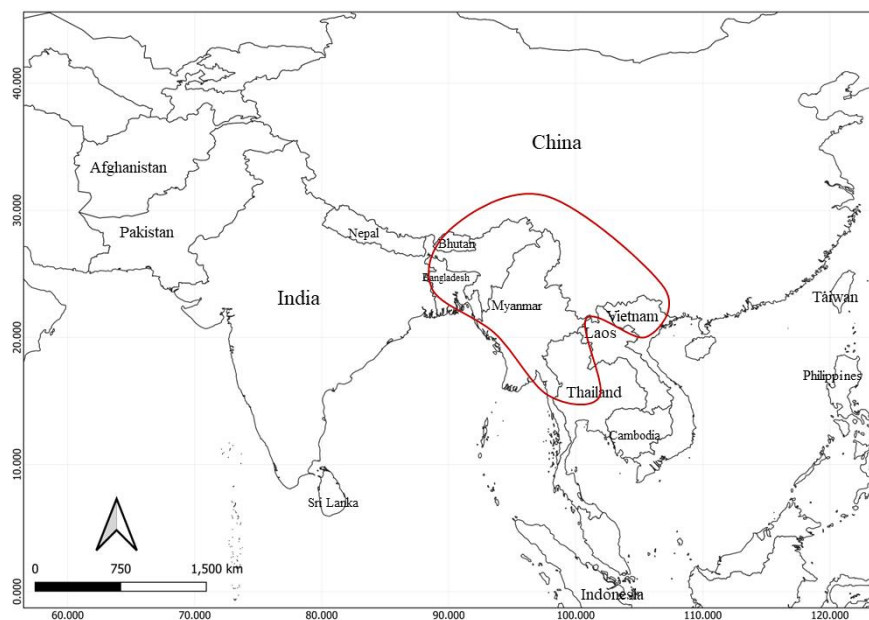 China
Afghanistan
Pakistan
Nepal
Bhutan
Bangladesh
India
Myanmar
Vietnam
Laos
Táiwan
Thailand
Philippines
Cambodia
Sri Lanka
Indonesia
0 750 1,500 km
40.000
30.000
20.000
10.000
0.000
60.000 70.000 80.000 90.000 100.000 110.000 120.000